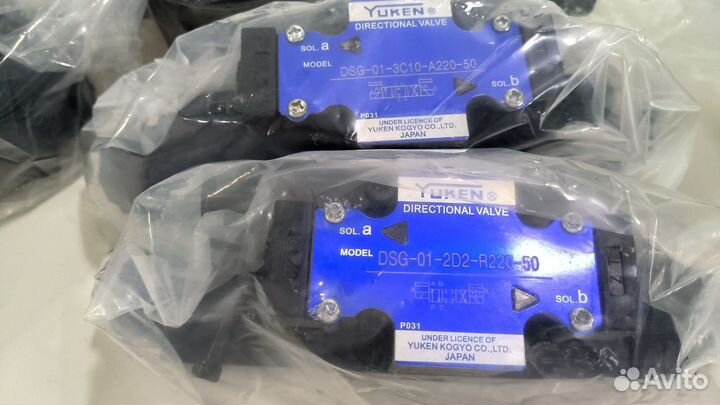 YUKEN®
DIRECTIONAL VALVE
SOL. a
MODEL DSG-01-3C10-A220-50
SOL. b
P031
UNDER LICENCE OF
YUKEN KOGYO CO.,LTD.
JAPAN
YUKEN®
DIRECTIONAL VALVE
SOL. a
MODEL DSG-01-2D2-R220-50
A B
P T
SOL. b
P031
UNDER LICENCE OF
YUKEN KOGYO CO.,LTD.
JAPAN
Avito